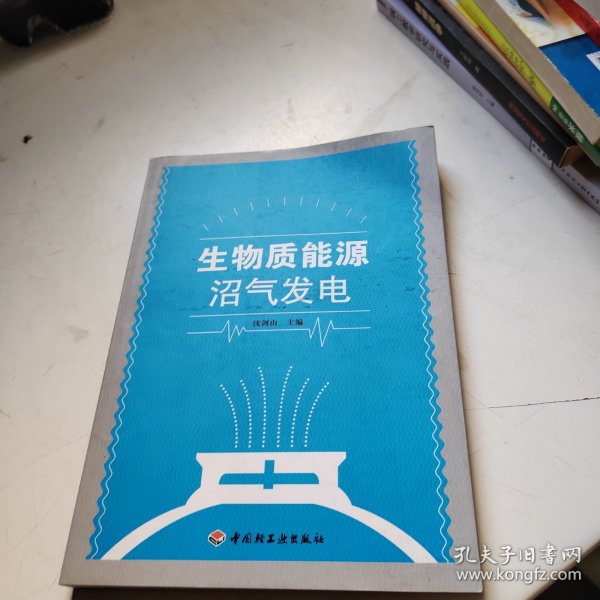 生物质能源
沼气发电
沈剑山 主编
中国轻工业出版社
孔夫子旧书网
www.kongfz.com